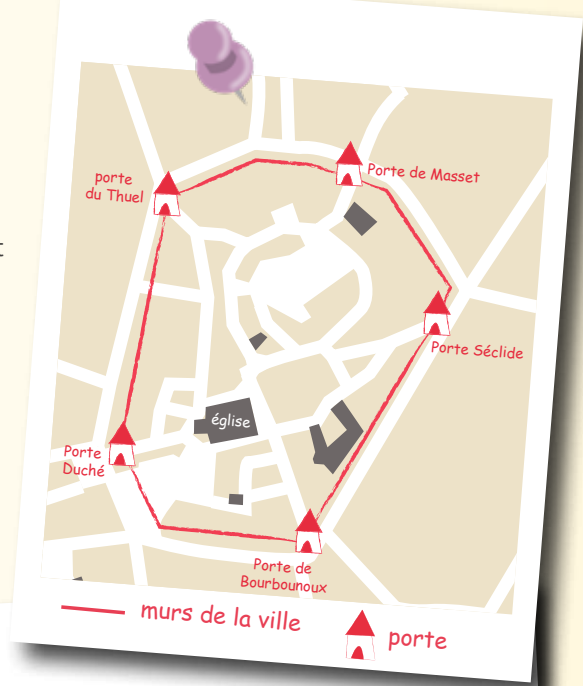 porte
du Thuel
Porte de Masset
t
Porte Séclide
église
Porte
Duché
Porte de
Bourbounoux
murs de la ville
porte